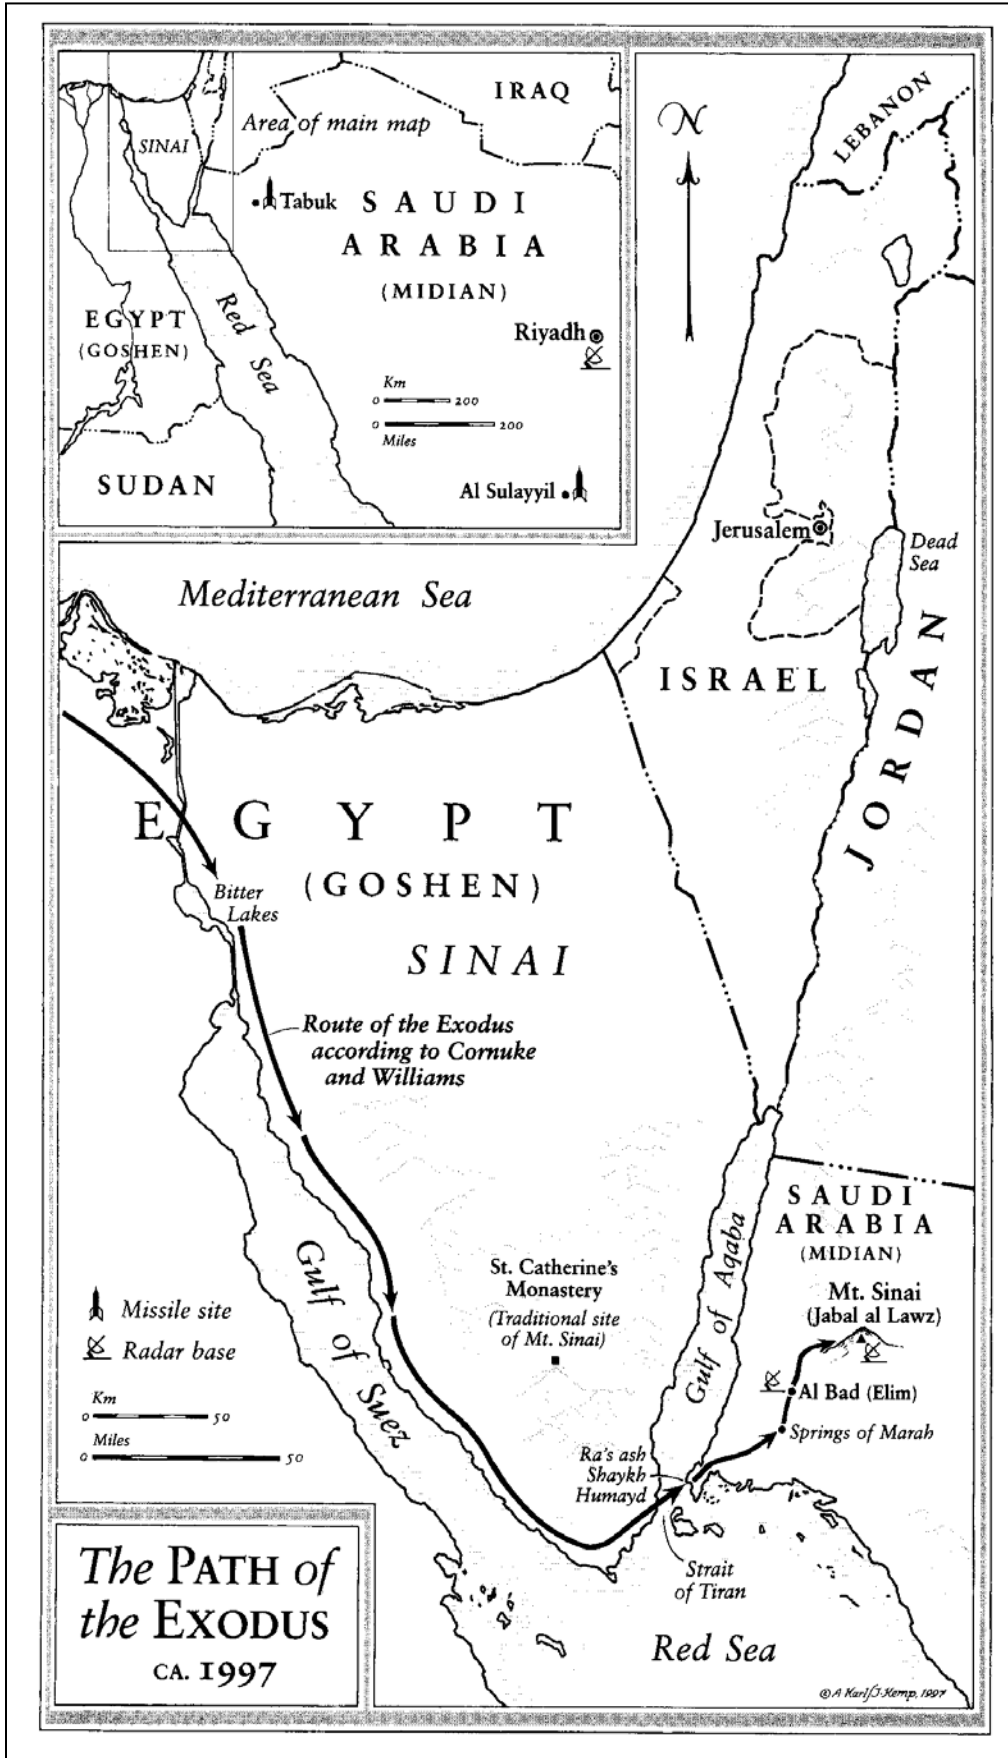 IRAQ
Area of main map
SINAI
Tabuk
SAUDI
ARABIA
(MIDIAN)
EGYPT
(GOSHEN)
Red
Sea
Riyadh
Km
0 200
0 200
Miles
SUDAN
Al Sulayyil
N
LEBANON
Jerusalem
Dead
Sea
Mediterranean Sea
ISRAEL
JORDAN
EGYPT
(GOSHEN)
Bitter
Lakes
SINAI
Route of the Exodus
according to Cornuke
and Williams
SAUDI
ARABIA
(MIDIAN)
Gulf of Aqaba
St. Catherine's
Monastery
(Traditional site
of Mt. Sinai)
Mt. Sinai
(Jabal al Lawz)
Gulf of Suez
Missile site
Radar base
Al Bad (Elim)
Springs of Marah
Km
0 50
Miles
0 50
Ra's ash
Shaykh
Humayd
Strait
of Tiran
The PATH of
the EXODUS
CA. 1997
Red Sea
© A Karl/J. Kemp, 1997